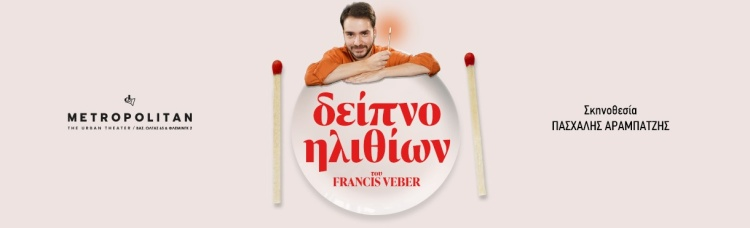 METROPOLITAN
THE URBAN THEATER /
δείπνο
ηλιθίων
του
FRANCIS VEBER
Σκηνοθεσία
ΠΑΣΧΑΛΗΣ ΑΡΑΜΠΑΤΖΗΣ